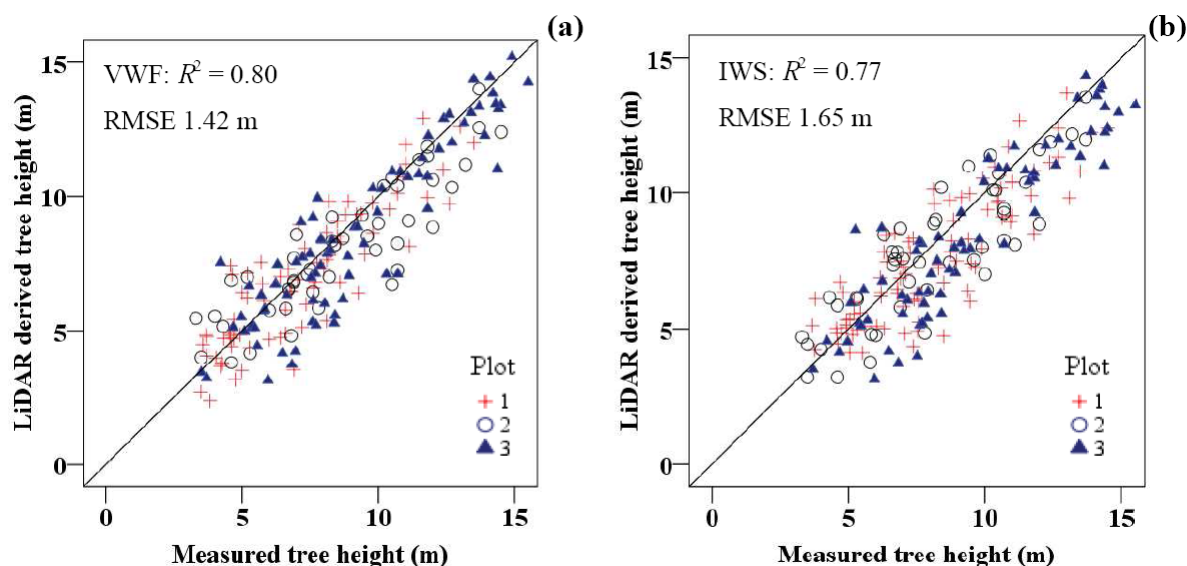 (a)
15
VWF: R² = 0.80
RMSE 1.42 m
10
5
0
LiDAR derived tree height (m)
Plot
1
2
3
0 5 10 15
Measured tree height (m)
(b)
15
IWS: R² = 0.77
RMSE 1.65 m
10
5
0
LiDAR derived tree height (m)
Plot
1
2
3
0 5 10 15
Measured tree height (m)